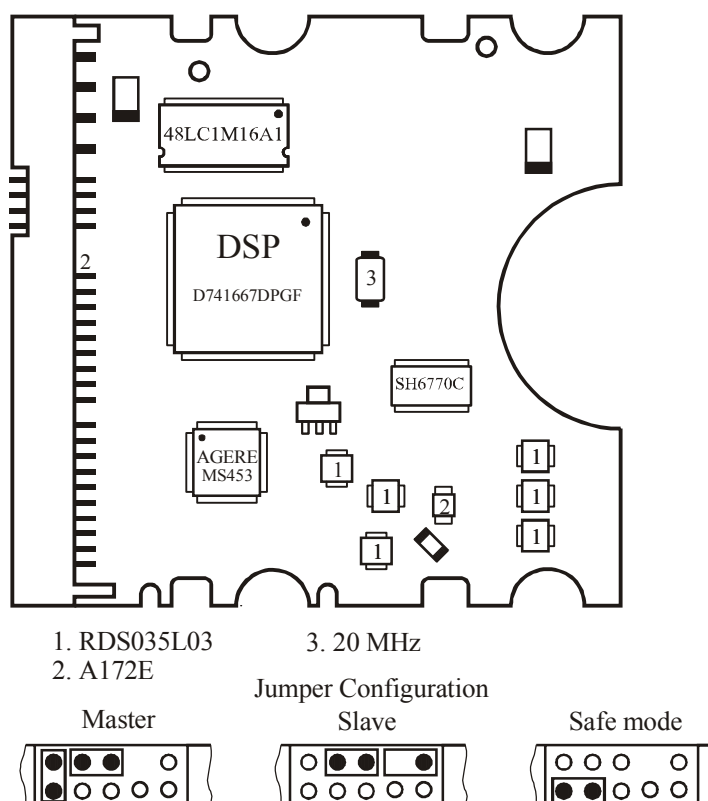 48LC1M16A1
DSP
D741667DPGF
2
3
SH6770C
AGERE
MS453
1
1
1
1
1
2
1
1. RDS035L03
2. A172E
3. 20 MHz
Jumper Configuration
Master
Slave
Safe mode